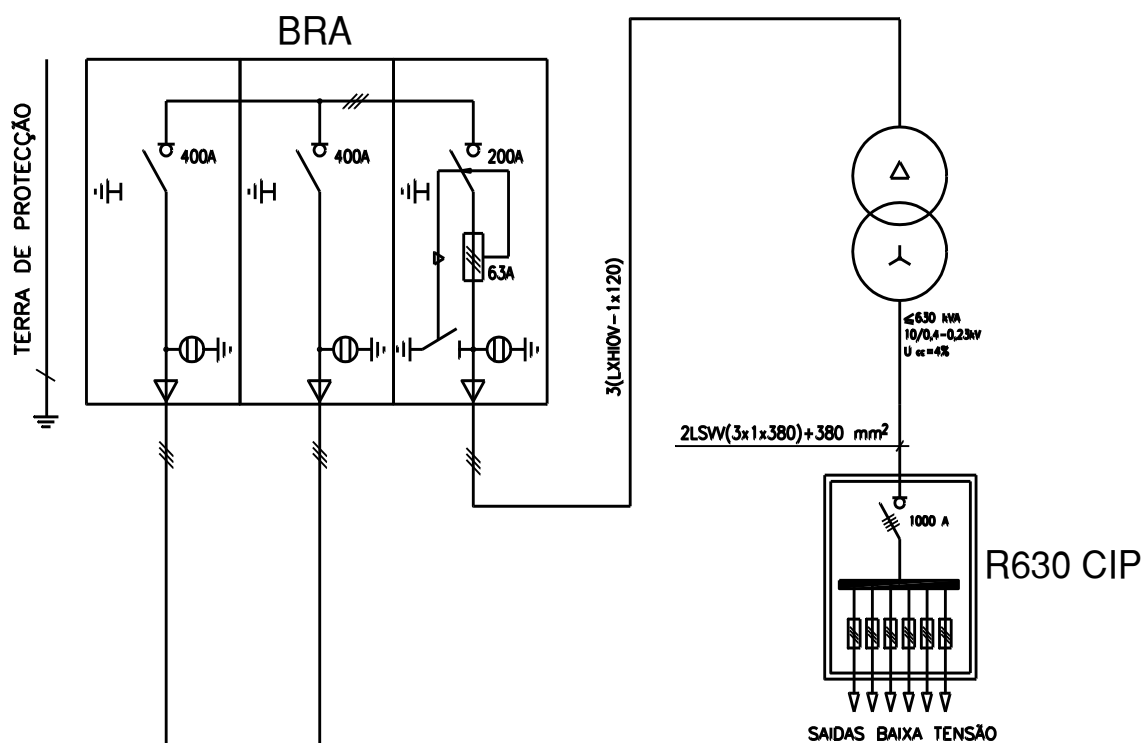 BRA
TERRA DE PROTECÇÃO
400A
400A
200A
63A
3(LXHIOV-1x120)
≤630 kVA
10/0,4-0,23kV
U cc=4%
2LSVV(3x1x380)+380 mm²
1000 A
R630 CIP
SAIDAS BAIXA TENSÃO